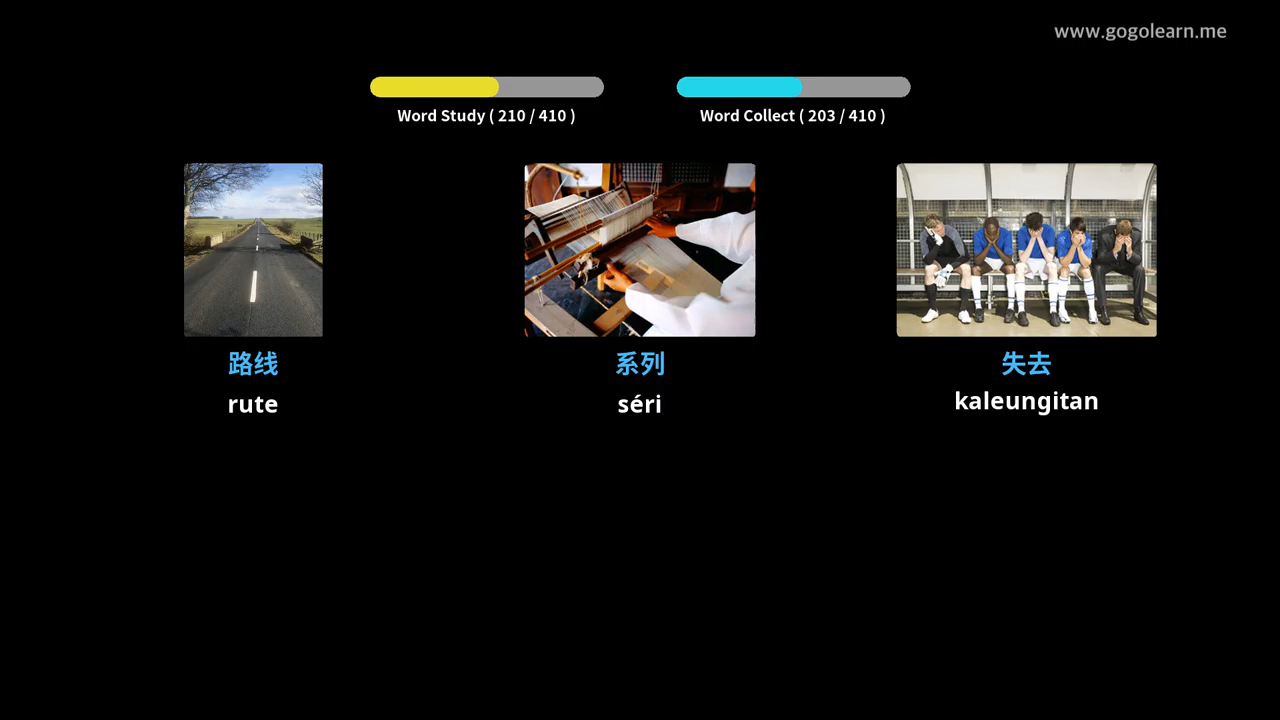 www.gogolearn.me
Word Study ( 210 / 410 )
Word Collect ( 203 / 410 )
路线
系列
失去
rute
séri
kaleungitan